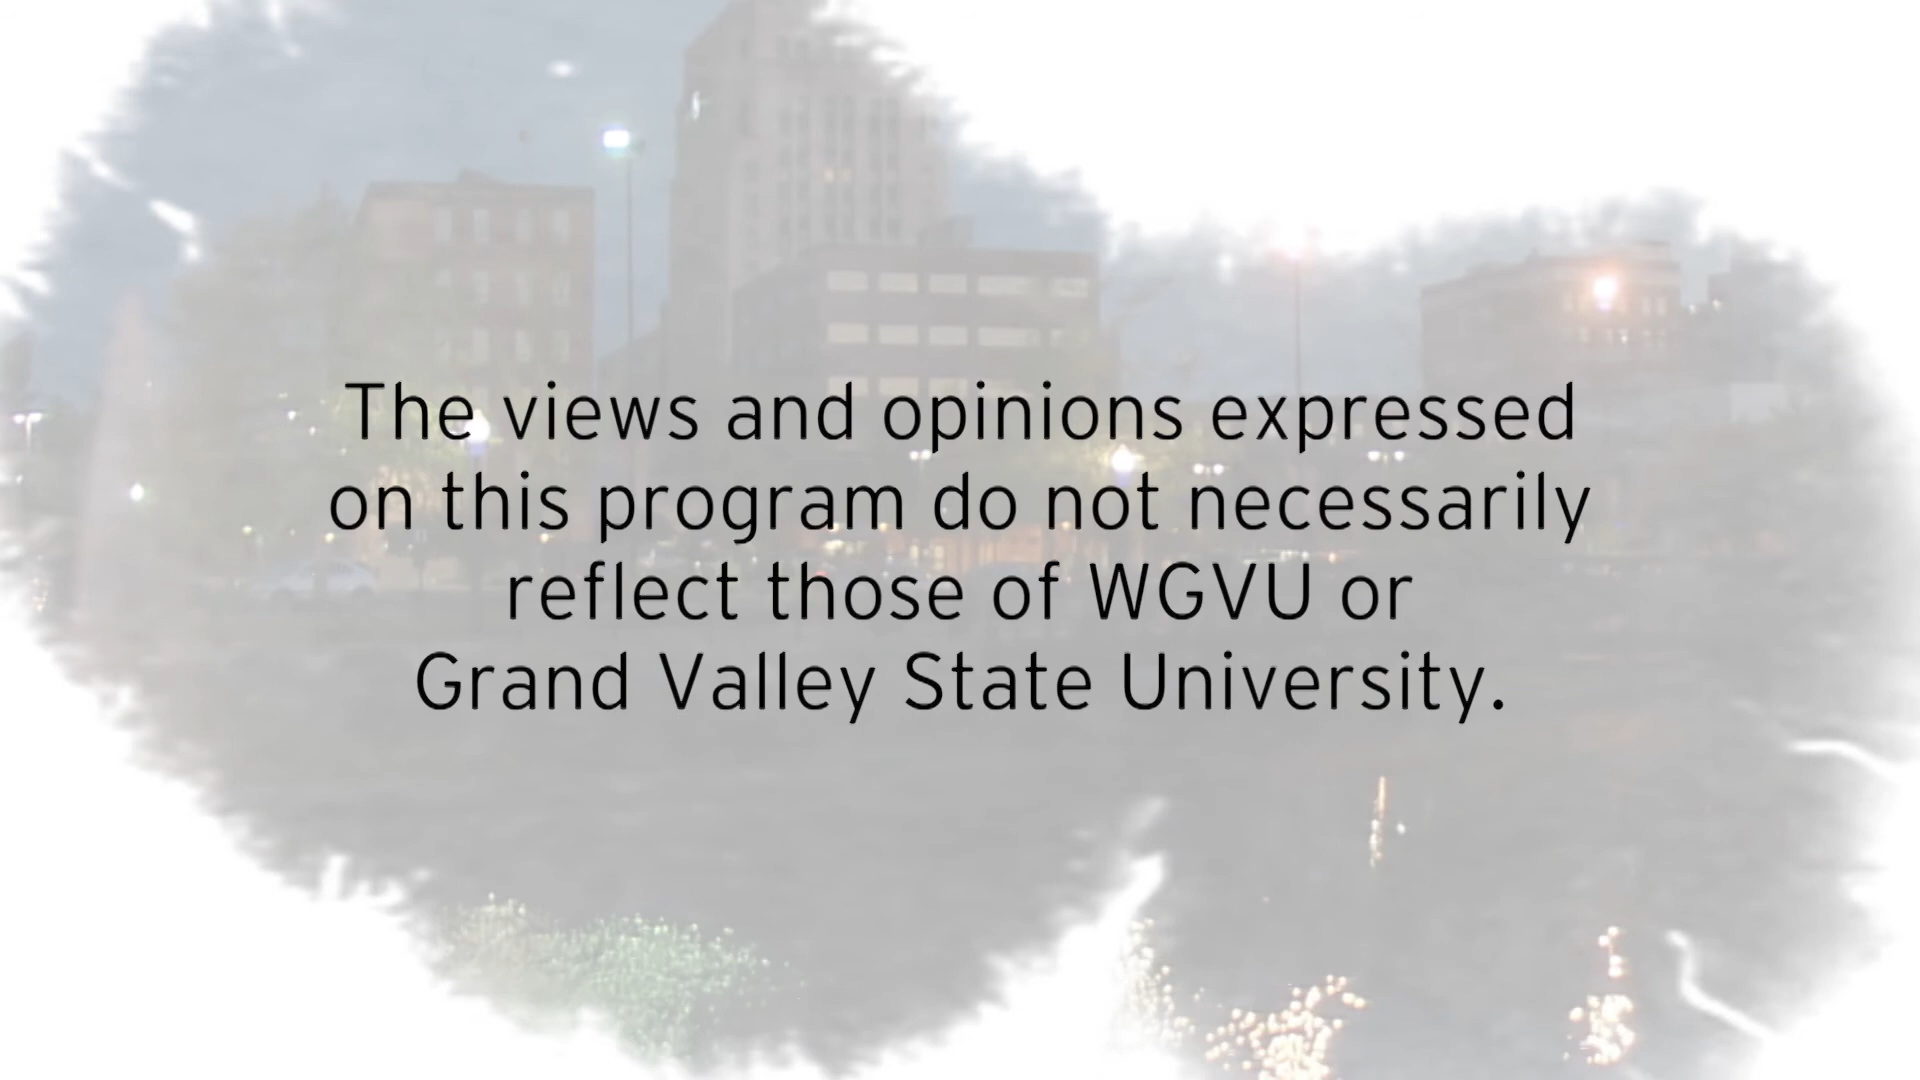 The views and opinions expressed
on this program do not necessarily
reflect those of WGVU or
Grand Valley State University.